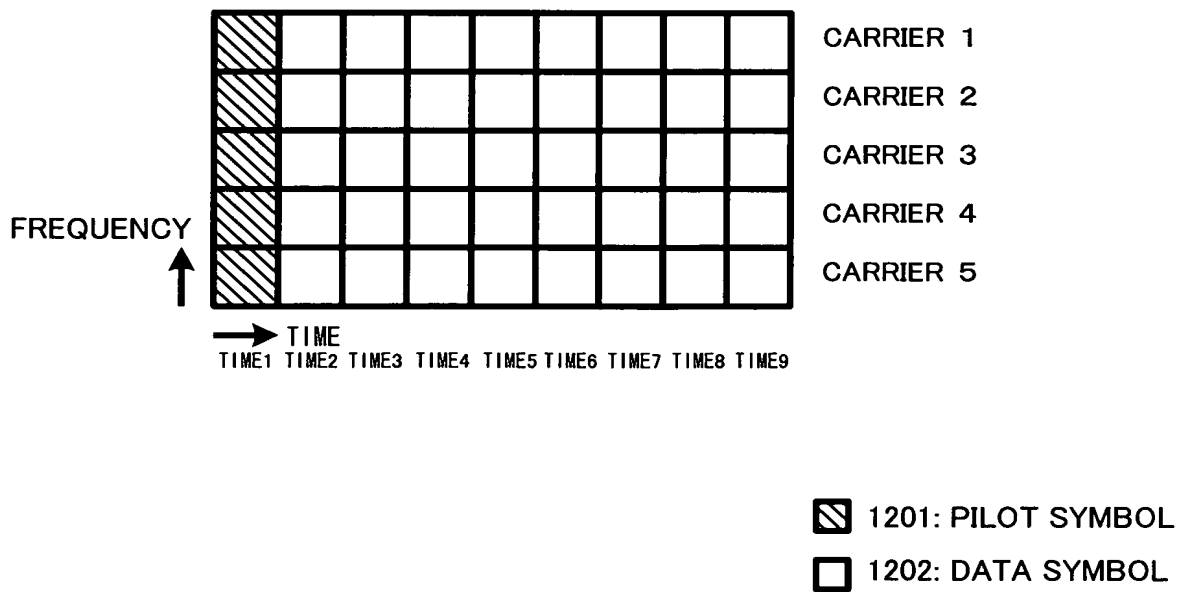 CARRIER 1
CARRIER 2
CARRIER 3
CARRIER 4
FREQUENCY
CARRIER 5
TIME
TIME1 TIME2 TIME3 TIME4 TIME5 TIME6 TIME7 TIME8 TIME9
1201: PILOT SYMBOL
1202: DATA SYMBOL